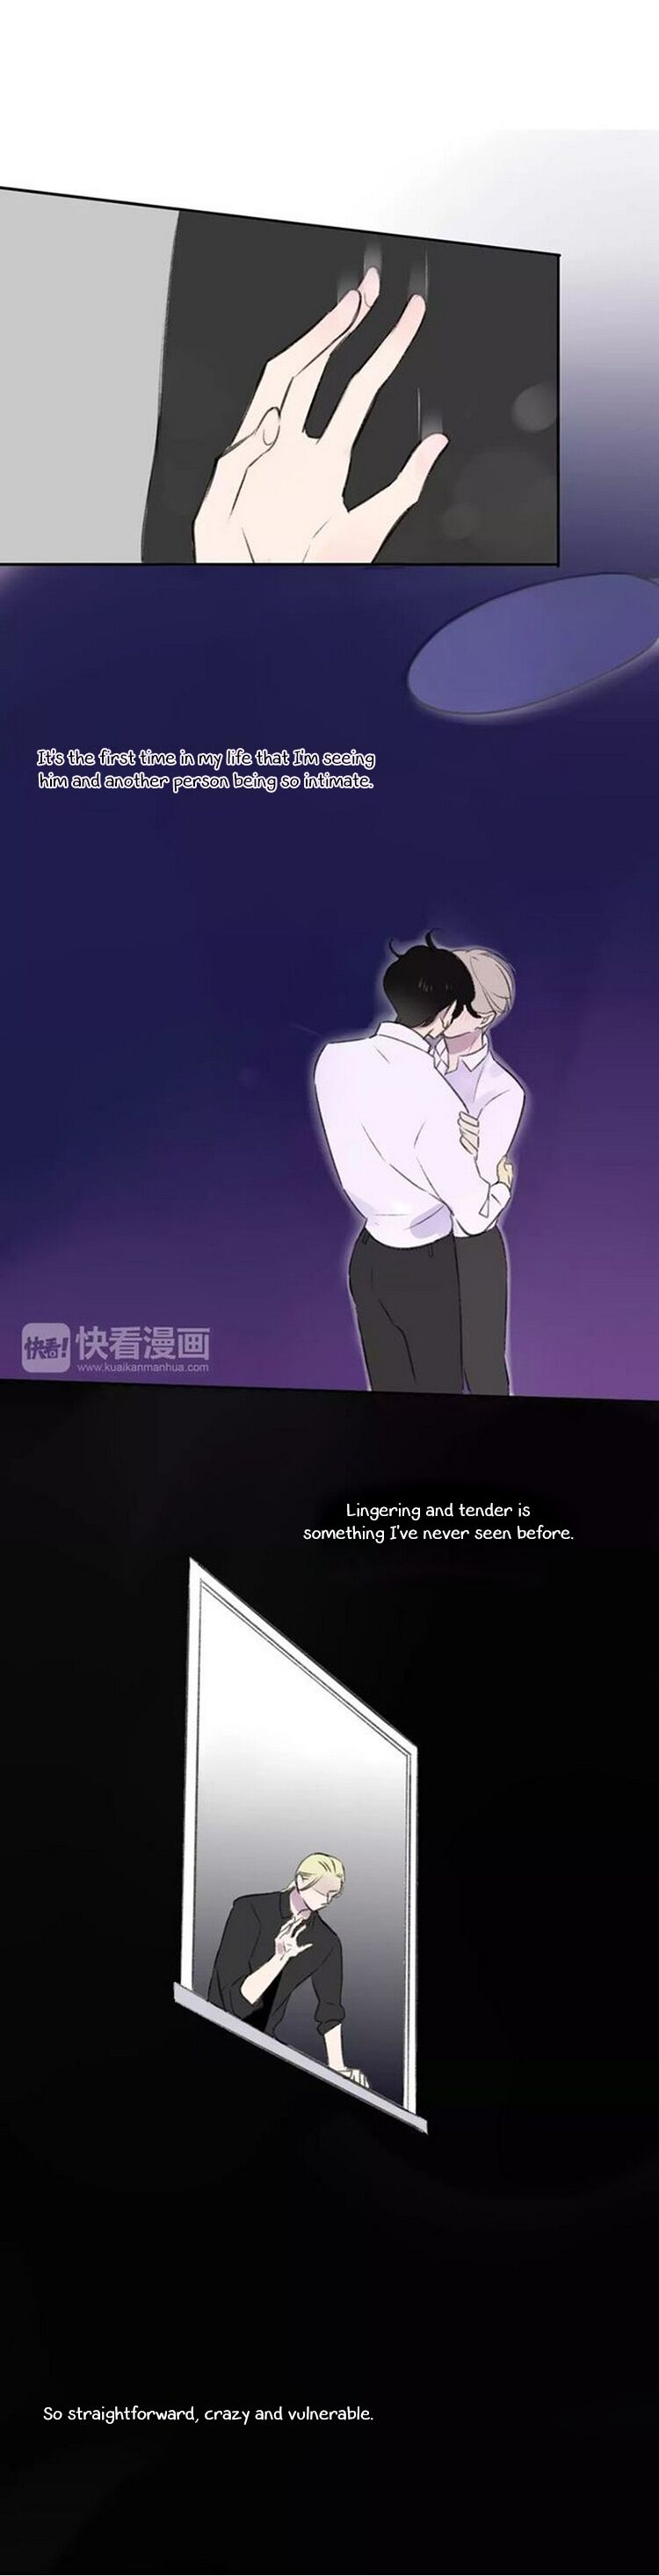 It's the first time in my life that I'm seeing
him and another person being so intimate.
快看! 快看漫画
www.kuaikanmanhua.com
Lingering and tender is
something I've never seen before.
So straightforward, crazy and vulnerable.